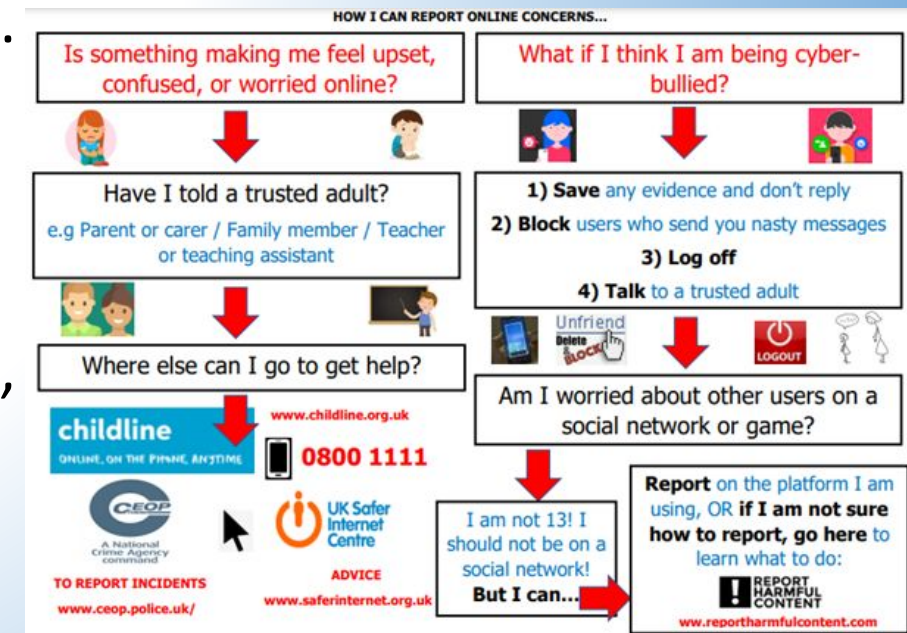 .
,
HOW I CAN REPORT ONLINE CONCERNS...
Is something making me feel upset,
confused, or worried online?
Have I told a trusted adult?
e.g Parent or carer / Family member / Teacher
or teaching assistant
Where else can I go to get help?
childline
ONLINE, ON THE PHONE, ANYTIME
www.childline.org.uk
0800 1111
CEOP
A National
Crime Agency
command
UK Safer
Internet
Centre
TO REPORT INCIDENTS
www.ceop.police.uk/
ADVICE
www.saferinternet.org.uk
What if I think I am being cyber-
bullied?
1) Save any evidence and don't reply
2) Block users who send you nasty messages
3) Log off
4) Talk to a trusted adult
Unfriend
Delete
& BLOCK
LOGOUT
Am I worried about other users on a
social network or game?
I am not 13! I
should not be on a
social network!
But I can...
Report on the platform I am
using, OR if I am not sure
how to report, go here to
learn what to do:
REPORT
HARMFUL
CONTENT
ww.reportharmfulcontent.com